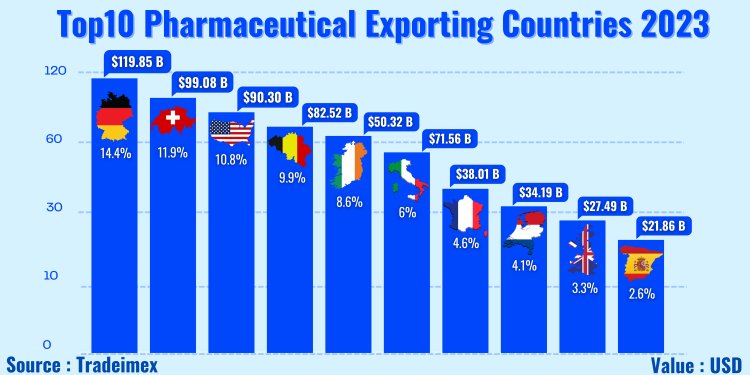 Top10 Pharmaceutical Exporting Countries 2023
120
60
30
10
0
$119.85 B
14.4%
$99.08 B
11.9%
$90.30 B
10.8%
$82.52 B
9.9%
$50.32 B
8.6%
$71.56 B
6%
$38.01 B
4.6%
$34.19 B
4.1%
$27.49 B
3.3%
$21.86 B
2.6%
Source : Tradeimex
Value : USD